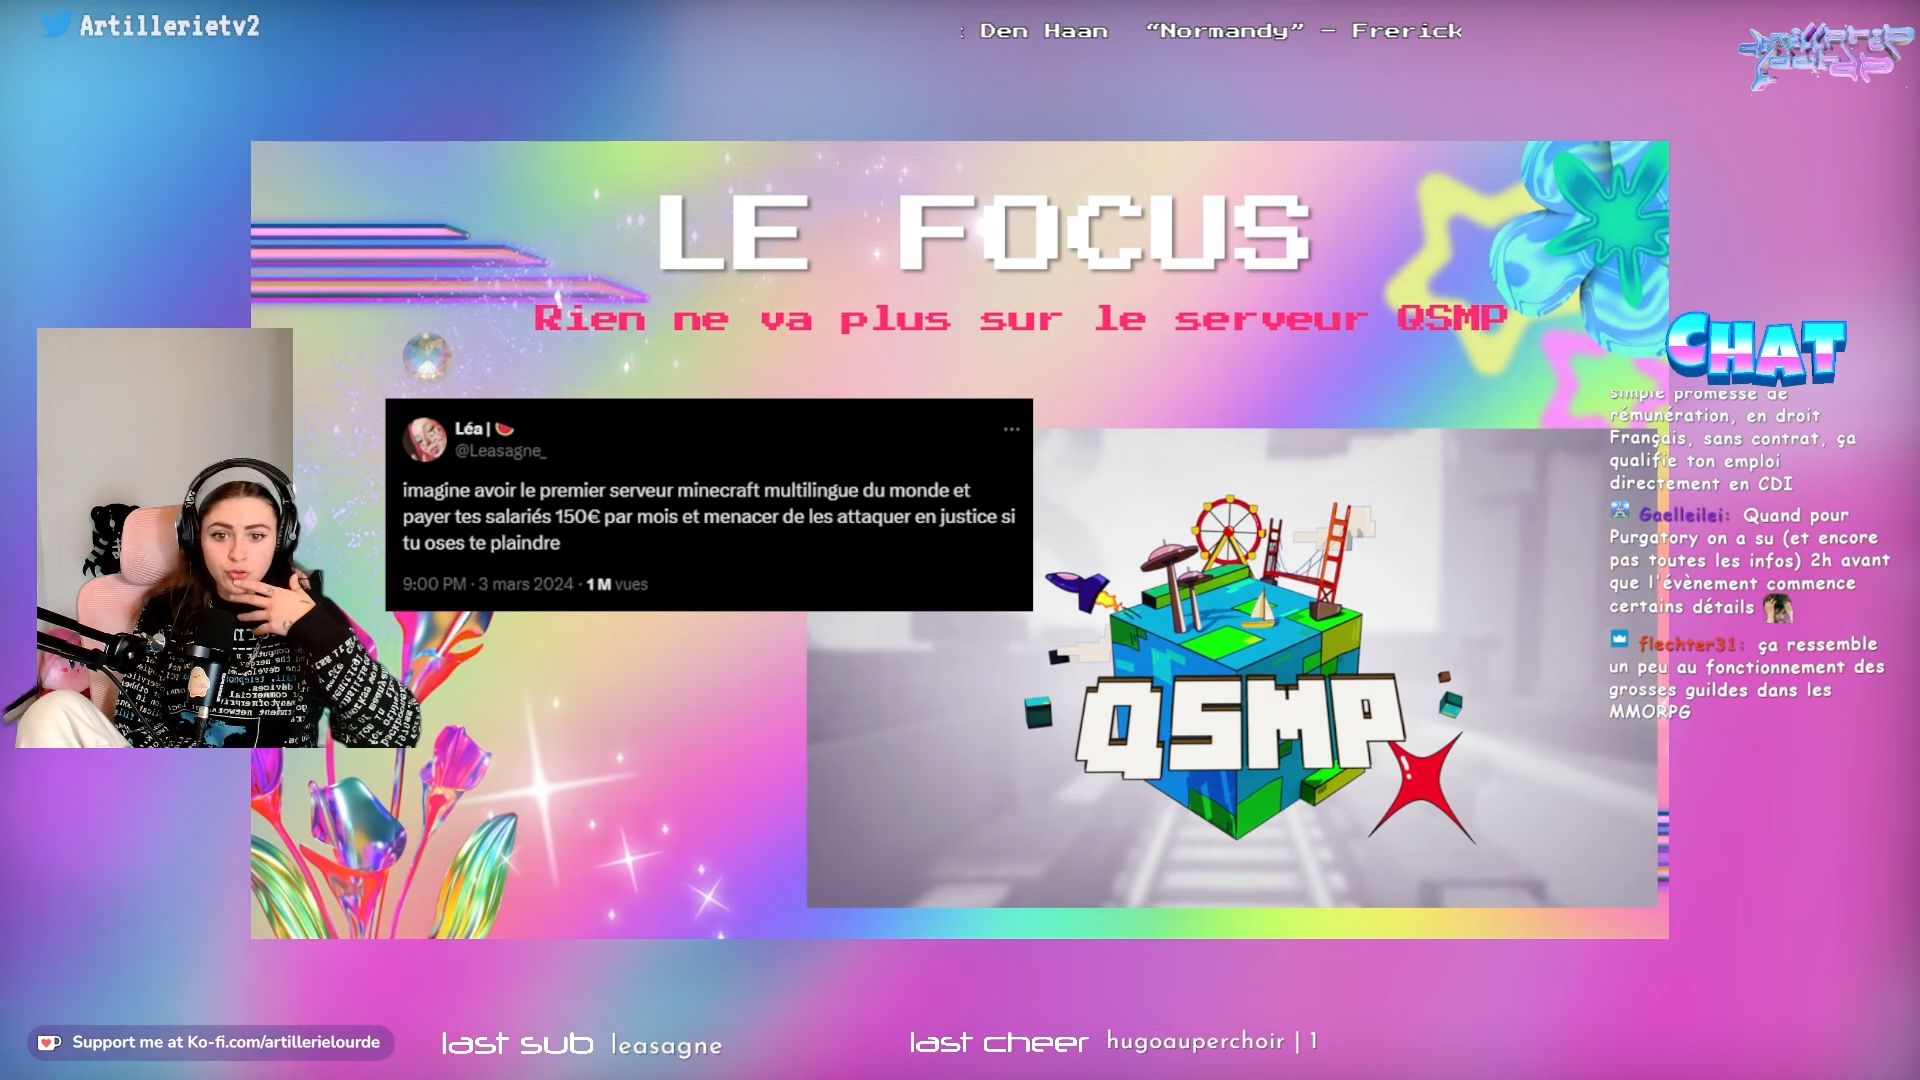 Artillerietv2
: Den Haan “Normandy” - Frerick
LE FOCUS
Rien ne va plus sur le serveur QSMP
Léa |
@Leasagne_
imagine avoir le premier serveur minecraft multilingue du monde et
payer tes salariés 150€ par mois et menacer de les attaquer en justice si
tu oses te plaindre
9:00 PM · 3 mars 2024 · 1 M vues
QSMP
CHAT
simple promesse de
rémunération, en droit
Français, sans contrat, ça
qualifie ton emploi
directement en CDI
Gaelleilei: Quand pour
Purgatory on a su (et encore
pas toutes les infos) 2h avant
que l'évènement commence
certains détails
flechter31: ça ressemble
un peu au fonctionnement des
grosses guildes dans les
MMORPG
Support me at Ko-fi.com/artillerielourde
last sub leasagne
last cheer hugoauperchoir | 1